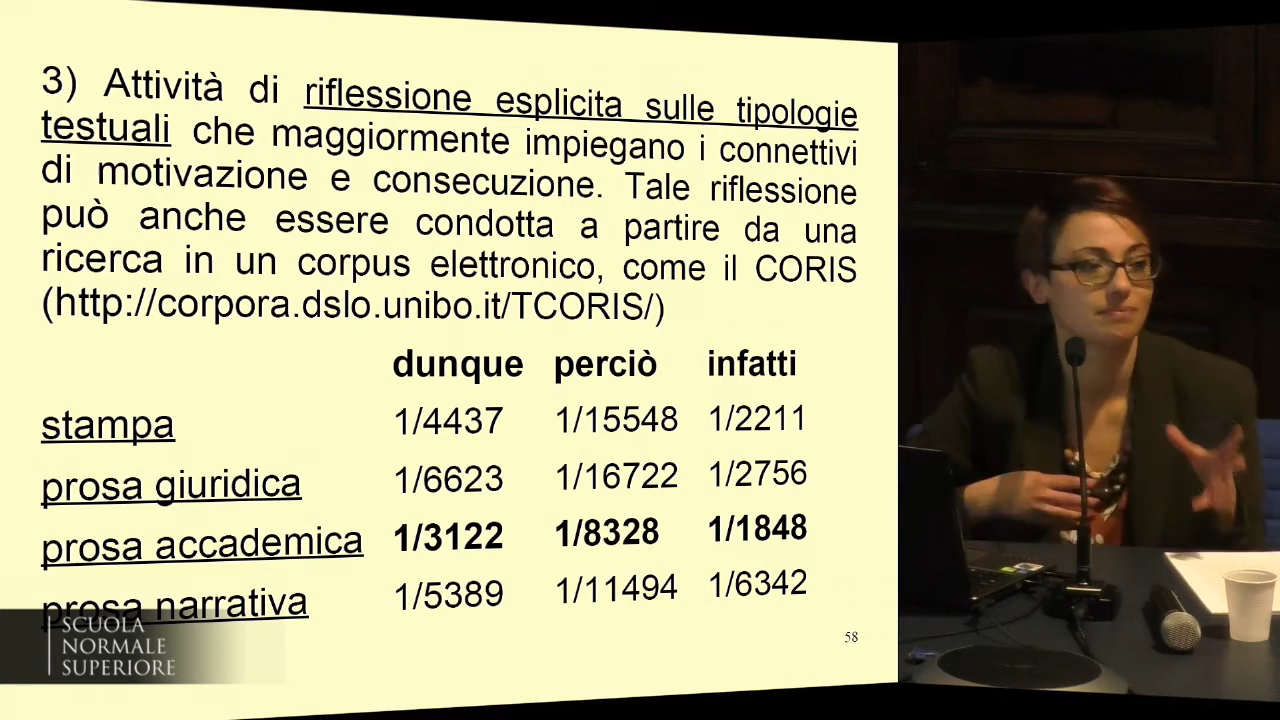 3) Attività di riflessione esplicita sulle tipologie
testuali che maggiormente impiegano i connettivi
di motivazione e consecuzione. Tale riflessione
può anche essere condotta a partire da una
ricerca in un corpus elettronico, come il CORIS
(http://corpora.dslo.unibo.it/TCORIS/)
dunque perciò infatti
stampa 1/4437 1/15548 1/2211
prosa giuridica 1/6623 1/16722 1/2756
prosa accademica 1/3122 1/8328 1/1848
prosa narrativa 1/5389 1/11494 1/6342
58
SCUOLA
NORMALE
SUPERIORE